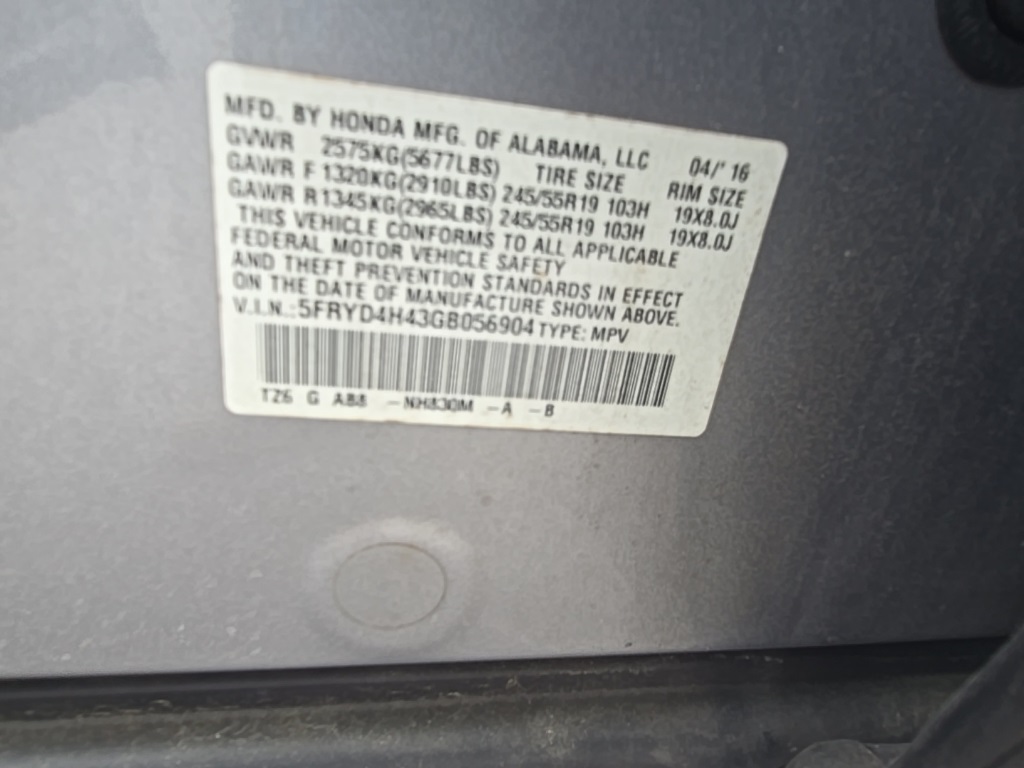 MFD. BY HONDA MFG. OF ALABAMA, LLC 04/'16
GVWR 2575KG(5677LBS) TIRE SIZE RIM SIZE
GAWR F 1320KG(2910LBS) 245/55R19 103H 19X8.0J
GAWR R 1345KG(2965LBS) 245/55R19 103H 19X8.0J
THIS VEHICLE CONFORMS TO ALL APPLICABLE
FEDERAL MOTOR VEHICLE SAFETY
AND THEFT PREVENTION STANDARDS IN EFFECT
ON THE DATE OF MANUFACTURE SHOWN ABOVE.
V.I.N.:5FRYD4H43GB056904 TYPE: MPV
TZ6 G AB8 -NH830M -A -B